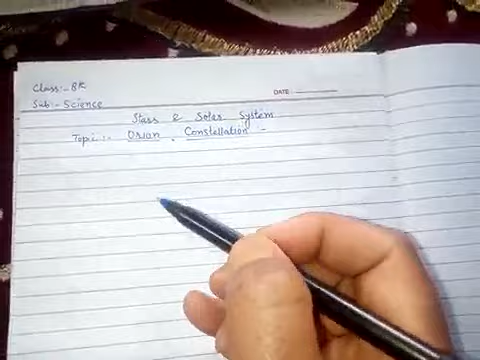 Class:- 8K
Sub:- Science
DATE:
Stars & Solar System
Topic:- Orion Constellation :-